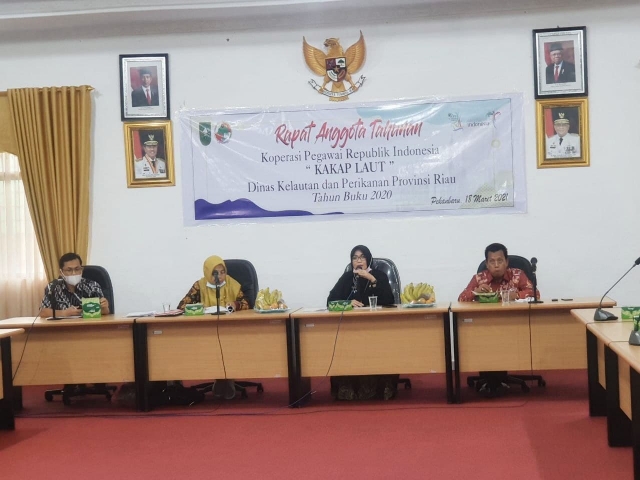 Rapat Anggota Tahunan
Koperasi Pegawai Republik Indonesia
“ KAKAP LAUT ”
Dinas Kelautan dan Perikanan Provinsi Riau
Tahun Buku 2020
Pekanbaru, 18 Maret 2021